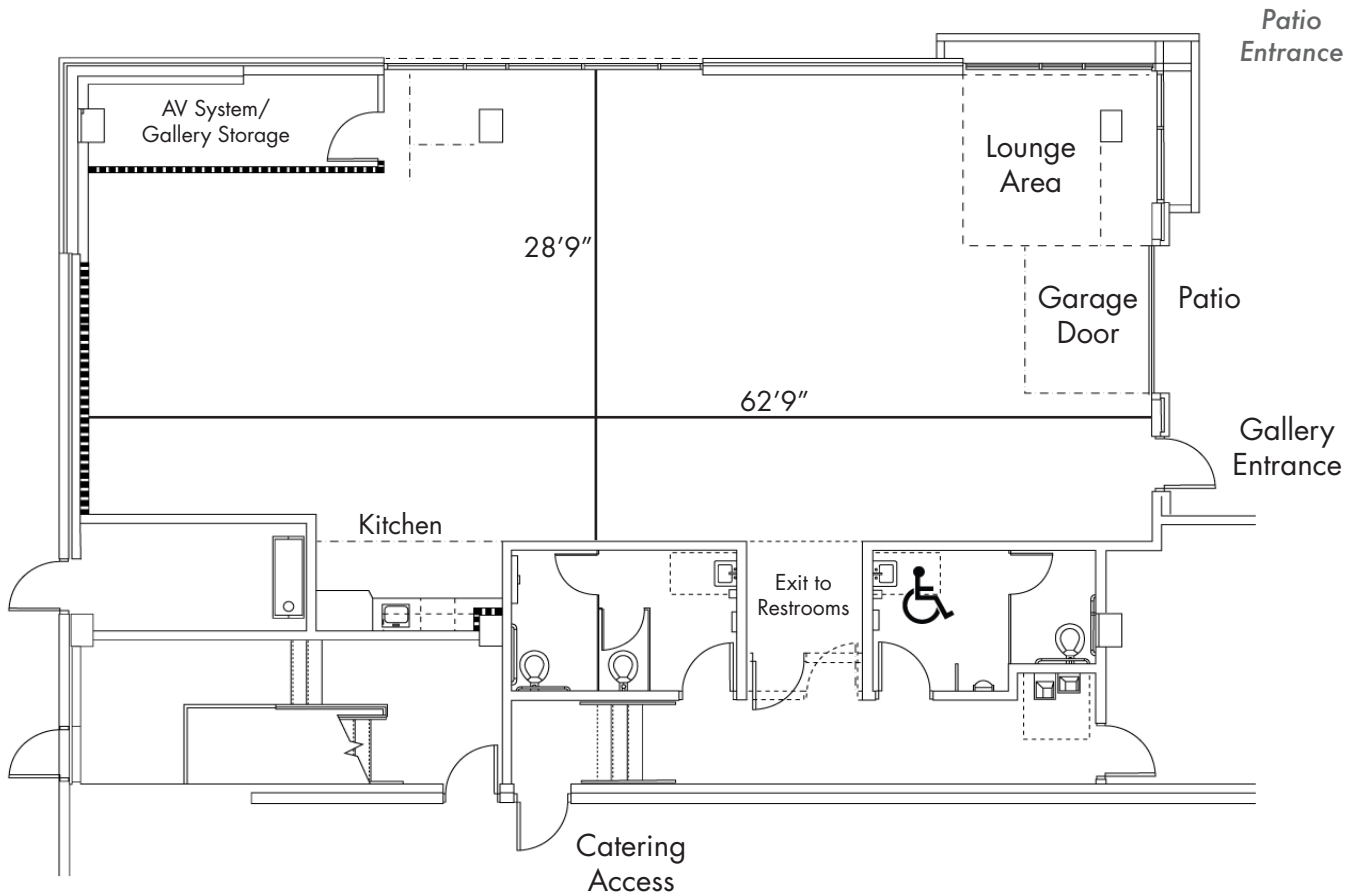 Patio
Entrance
AV System/
Gallery Storage
Lounge
Area
28’9”
Garage
Door
Patio
62’9”
Gallery
Entrance
Kitchen
Exit to
Restrooms
Catering
Access